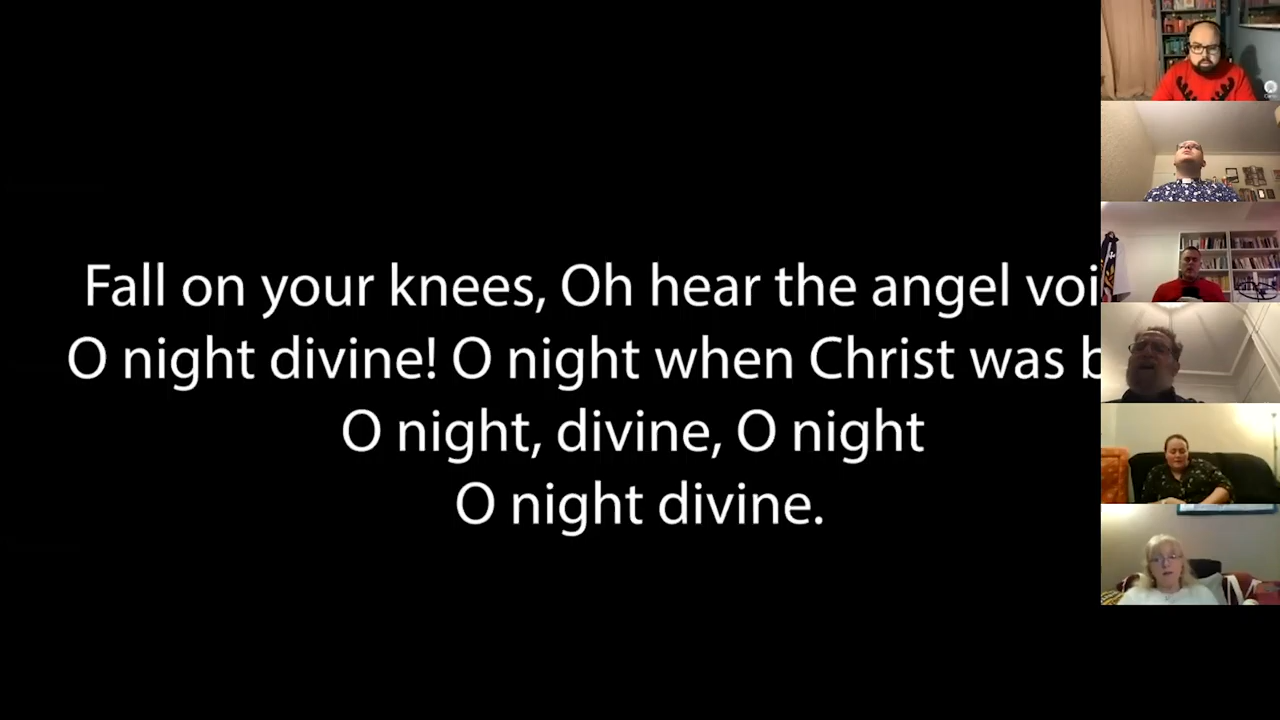 Fall on your knees, Oh hear the angel voi
O night divine! O night when Christ was b
O night, divine, O night
O night divine.